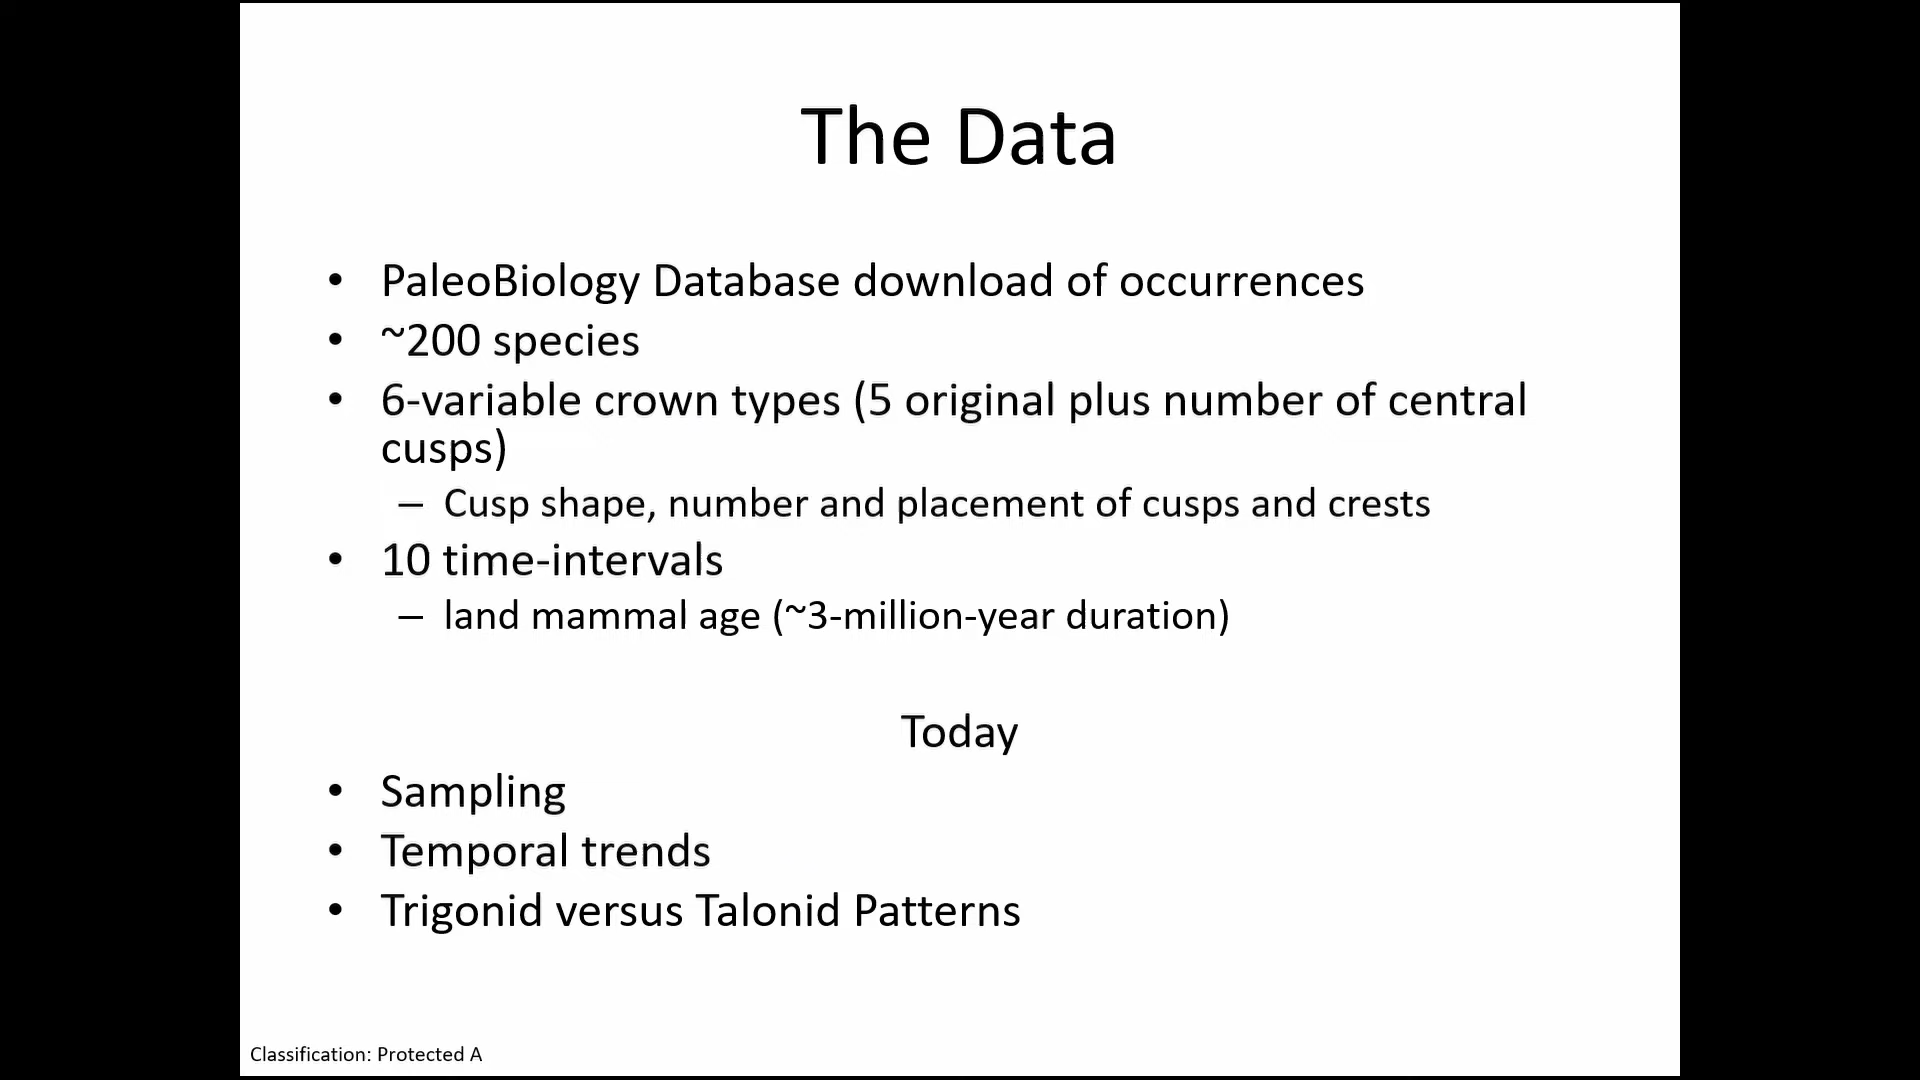 The Data
• PaleoBiology Database download of occurrences
• ~200 species
• 6-variable crown types (5 original plus number of central
cusps)
– Cusp shape, number and placement of cusps and crests
• 10 time-intervals
– land mammal age (~3-million-year duration)
Today
• Sampling
• Temporal trends
• Trigonid versus Talonid Patterns
Classification: Protected A